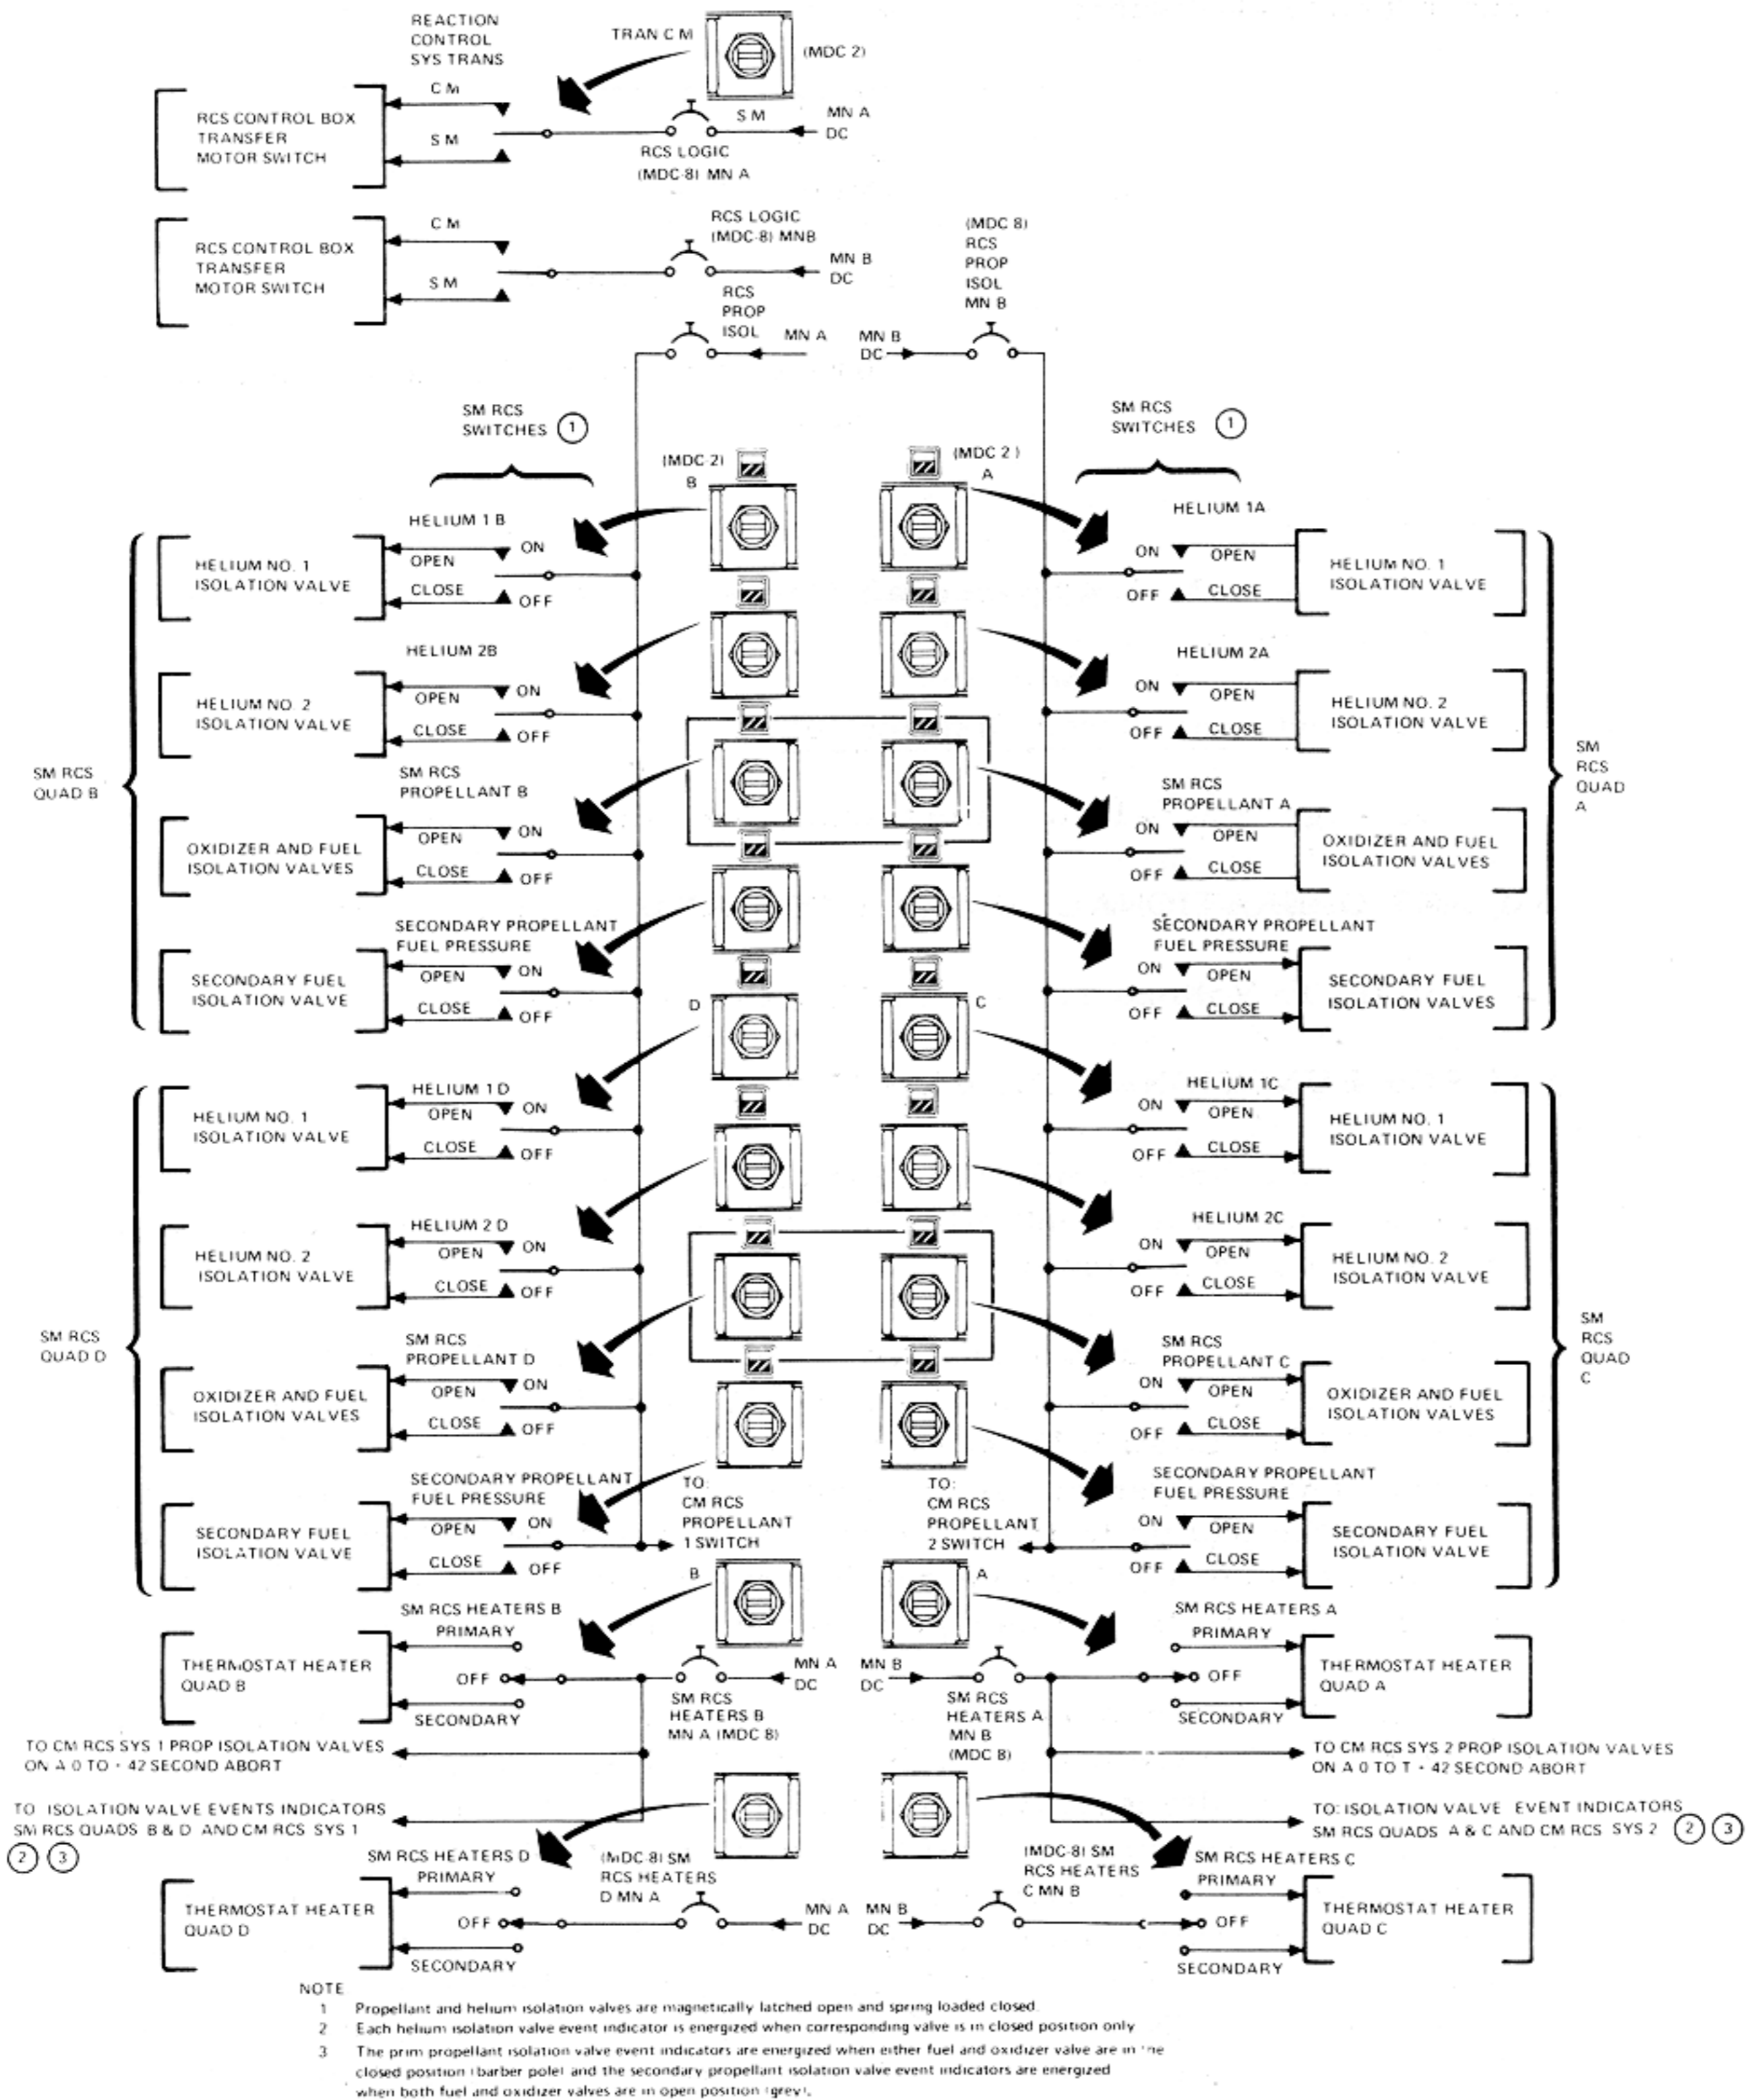 REACTION
CONTROL
SYS TRANS
TRAN C M
(MDC 2)
C M
S M
RCS CONTROL BOX
TRANSFER
MOTOR SWITCH
S M
MN A
DC
RCS LOGIC
(MDC-8) MN A
C M
S M
RCS CONTROL BOX
TRANSFER
MOTOR SWITCH
RCS LOGIC
(MDC-8) MNB
MN B
DC
(MDC 8)
RCS
PROP
ISOL
MN B
RCS
PROP
ISOL
MN A
MN B
DC
SM RCS
SWITCHES 1
SM RCS
SWITCHES 1
(MDC-2)
B
(MDC 2)
A
SM RCS
QUAD B
HELIUM 1 B
HELIUM NO. 1
ISOLATION VALVE
OPEN
ON
CLOSE
OFF
HELIUM 2B
HELIUM NO. 2
ISOLATION VALVE
OPEN
ON
CLOSE
OFF
SM RCS
PROPELLANT B
OXIDIZER AND FUEL
ISOLATION VALVES
OPEN
ON
CLOSE
OFF
SECONDARY PROPELLANT
FUEL PRESSURE
SECONDARY FUEL
ISOLATION VALVE
OPEN
ON
CLOSE
OFF
SM
RCS
QUAD
A
HELIUM 1A
ON
OPEN
OFF
CLOSE
HELIUM NO. 1
ISOLATION VALVE
HELIUM 2A
ON
OPEN
OFF
CLOSE
HELIUM NO. 2
ISOLATION VALVE
SM RCS
PROPELLANT A
ON
OPEN
OFF
CLOSE
OXIDIZER AND FUEL
ISOLATION VALVES
SECONDARY PROPELLANT
FUEL PRESSURE
ON
OPEN
OFF
CLOSE
SECONDARY FUEL
ISOLATION VALVES
D
C
SM RCS
QUAD D
HELIUM 1 D
HELIUM NO. 1
ISOLATION VALVE
OPEN
ON
CLOSE
OFF
HELIUM 2 D
HELIUM NO. 2
ISOLATION VALVE
OPEN
ON
CLOSE
OFF
SM RCS
PROPELLANT D
OXIDIZER AND FUEL
ISOLATION VALVES
OPEN
ON
CLOSE
OFF
SECONDARY PROPELLANT
FUEL PRESSURE
SECONDARY FUEL
ISOLATION VALVE
OPEN
ON
CLOSE
OFF
SM
RCS
QUAD
C
HELIUM 1C
ON
OPEN
OFF
CLOSE
HELIUM NO. 1
ISOLATION VALVE
HELIUM 2C
ON
OPEN
OFF
CLOSE
HELIUM NO. 2
ISOLATION VALVE
SM RCS
PROPELLANT C
ON
OPEN
OFF
CLOSE
OXIDIZER AND FUEL
ISOLATION VALVES
SECONDARY PROPELLANT
FUEL PRESSURE
ON
OPEN
OFF
CLOSE
SECONDARY FUEL
ISOLATION VALVE
TO:
CM RCS
PROPELLANT
1 SWITCH
TO:
CM RCS
PROPELLANT
2 SWITCH
B
A
SM RCS HEATERS B
PRIMARY
OFF
SECONDARY
THERMOSTAT HEATER
QUAD B
MN A
DC
SM RCS
HEATERS B
MN A (MDC 8)
MN B
DC
SM RCS
HEATERS A
MN B
(MDC 8)
SM RCS HEATERS A
PRIMARY
OFF
SECONDARY
THERMOSTAT HEATER
QUAD A
TO CM RCS SYS 1 PROP ISOLATION VALVES
ON A 0 TO + 42 SECOND ABORT
TO CM RCS SYS 2 PROP ISOLATION VALVES
ON A 0 TO T + 42 SECOND ABORT
TO ISOLATION VALVE EVENTS INDICATORS
SM RCS QUADS B & D AND CM RCS SYS 1
2 3
TO: ISOLATION VALVE EVENT INDICATORS
SM RCS QUADS A & C AND CM RCS SYS 2 2 3
SM RCS HEATERS D
PRIMARY
OFF
SECONDARY
THERMOSTAT HEATER
QUAD D
(MDC-8) SM
RCS HEATERS
D MN A
MN A
DC
MN B
DC
(MDC-8) SM
RCS HEATERS
C MN B
SM RCS HEATERS C
PRIMARY
OFF
SECONDARY
THERMOSTAT HEATER
QUAD C
NOTE
1 Propellant and helium isolation valves are magnetically latched open and spring loaded closed.
2 Each helium isolation valve event indicator is energized when corresponding valve is in closed position only
3 The prim propellant isolation valve event indicators are energized when either fuel and oxidizer valve are in the
closed position (barber pole) and the secondary propellant isolation valve event indicators are energized
when both fuel and oxidizer valves are in open position (grey).